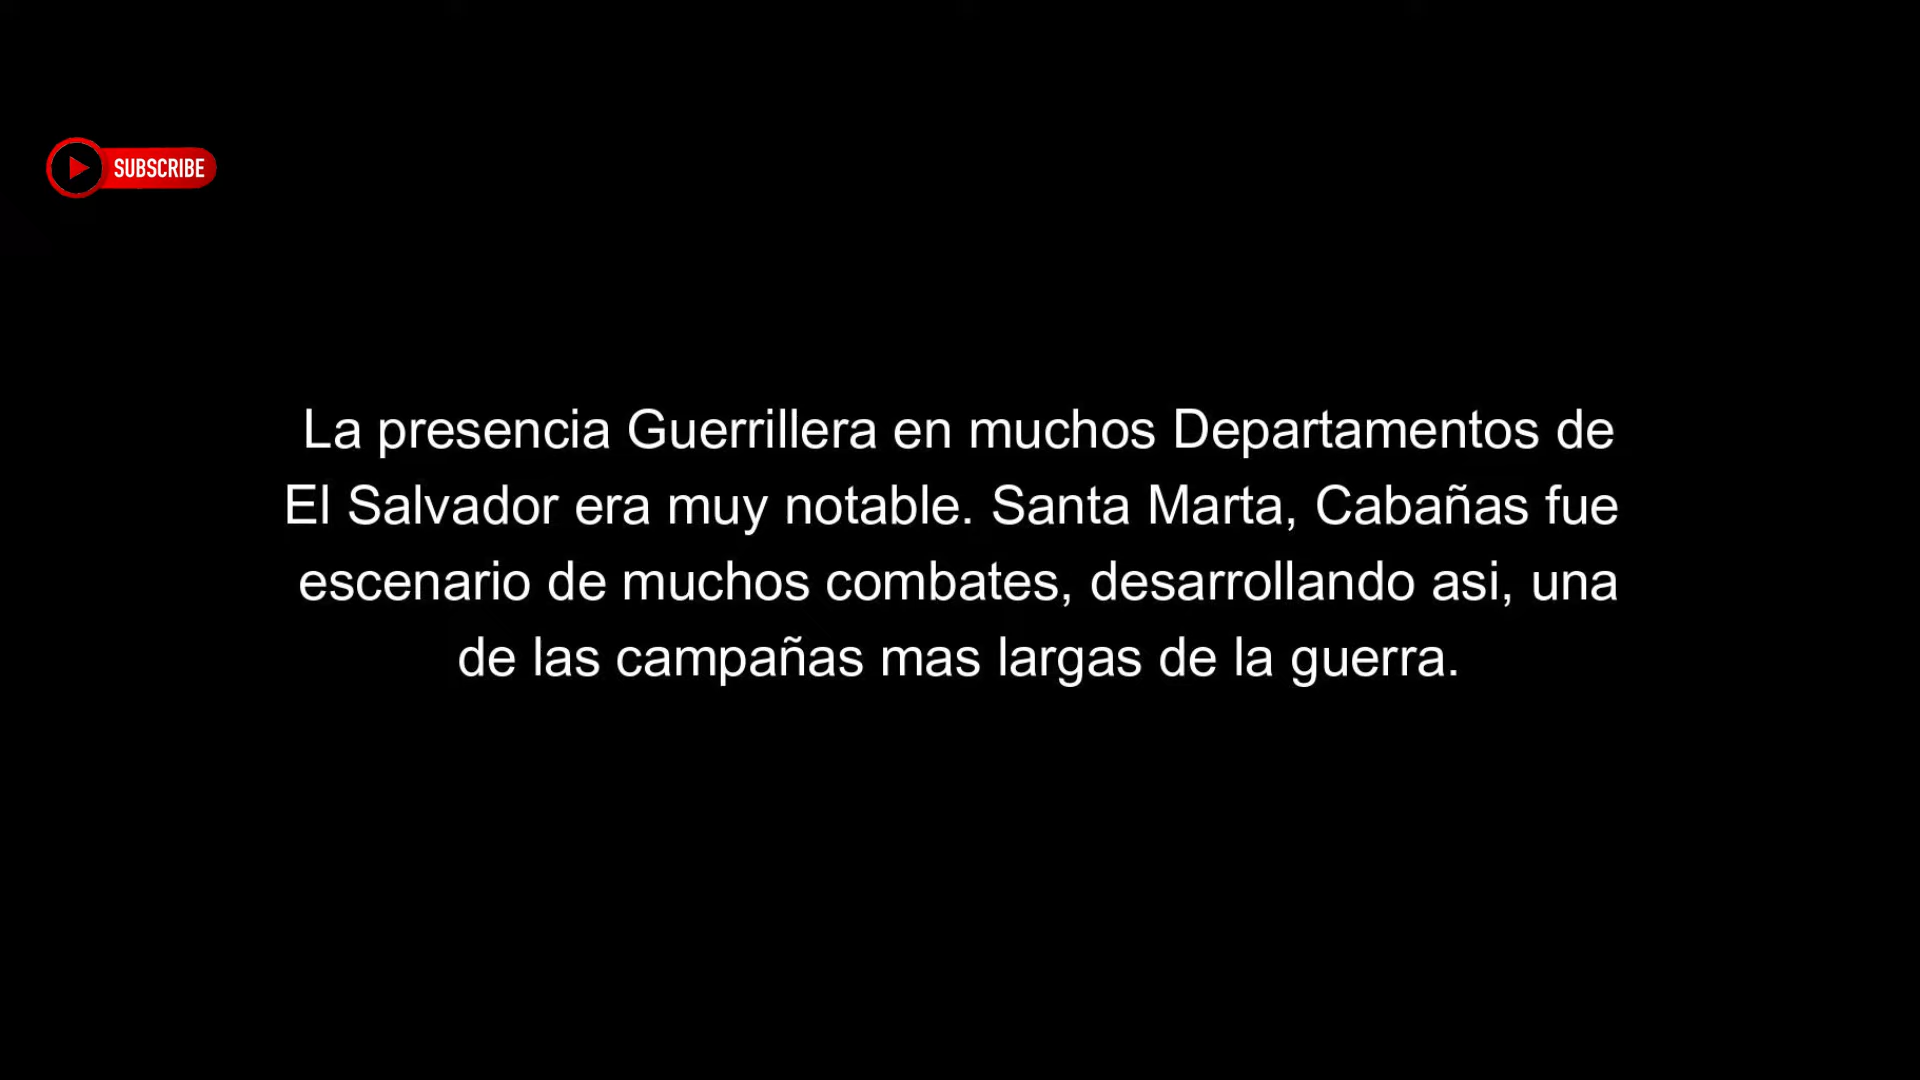 SUBSCRIBE
La presencia Guerrillera en muchos Departamentos de
El Salvador era muy notable. Santa Marta, Cabañas fue
escenario de muchos combates, desarrollando asi, una
de las campañas mas largas de la guerra.